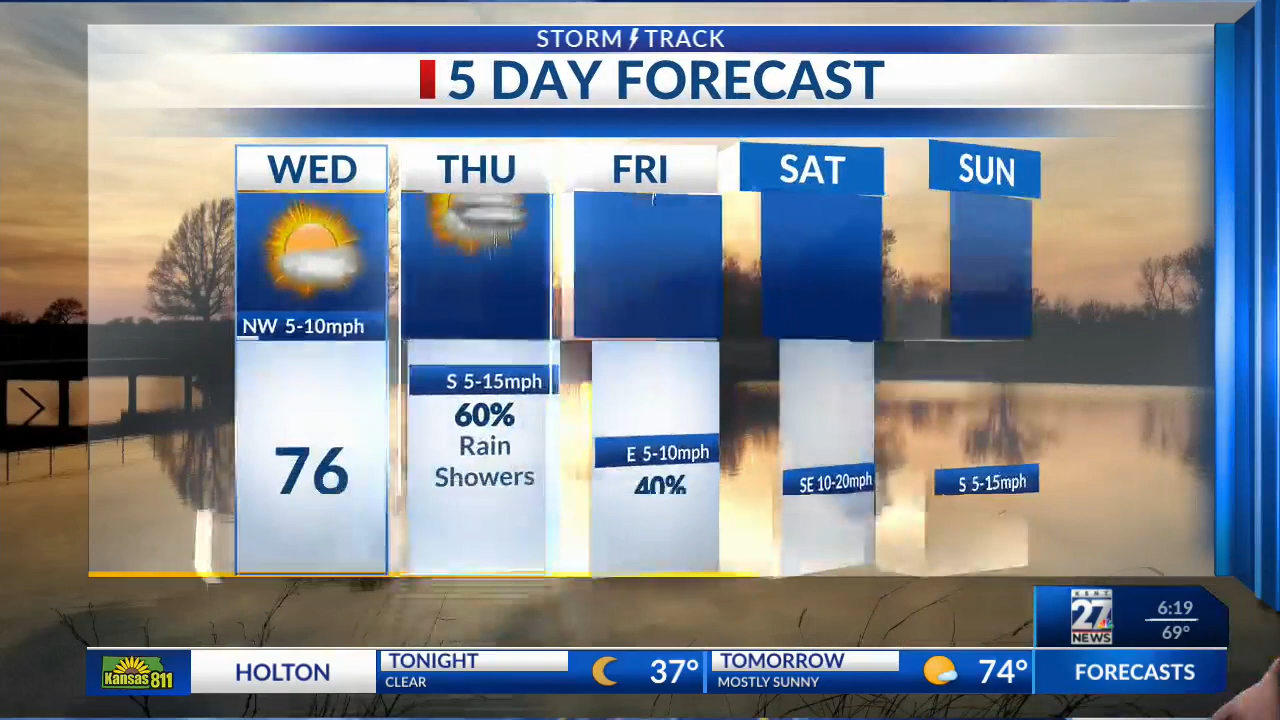 STORM TRACK
5 DAY FORECAST
WED
THU
FRI
SAT
SUN
NW 5-10mph
76
S 5-15mph
60%
Rain
Showers
E 5-10mph
40%
SE 10-20mph
S 5-15mph
KSNT
27
NEWS
6:19
69°
Kansas 811
HOLTON
TONIGHT
CLEAR
37°
TOMORROW
MOSTLY SUNNY
74°
FORECASTS